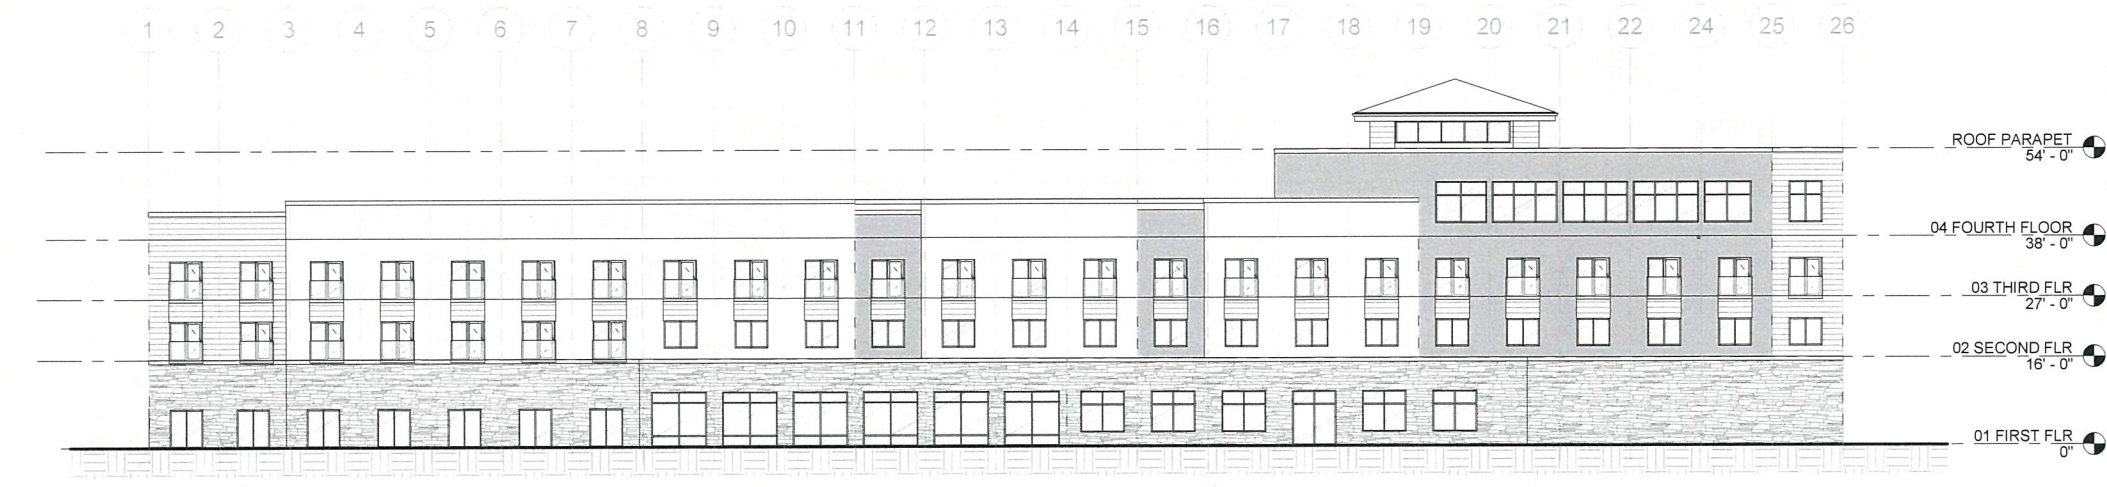 1 2 3 4 5 6 7 8 9 10 11 12 13 14 15 16 17 18 19 20 21 22 24 25 26
ROOF PARAPET
54' - 0"
04 FOURTH FLOOR
38' - 0"
03 THIRD FLR
27' - 0"
02 SECOND FLR
16' - 0"
01 FIRST FLR
0"